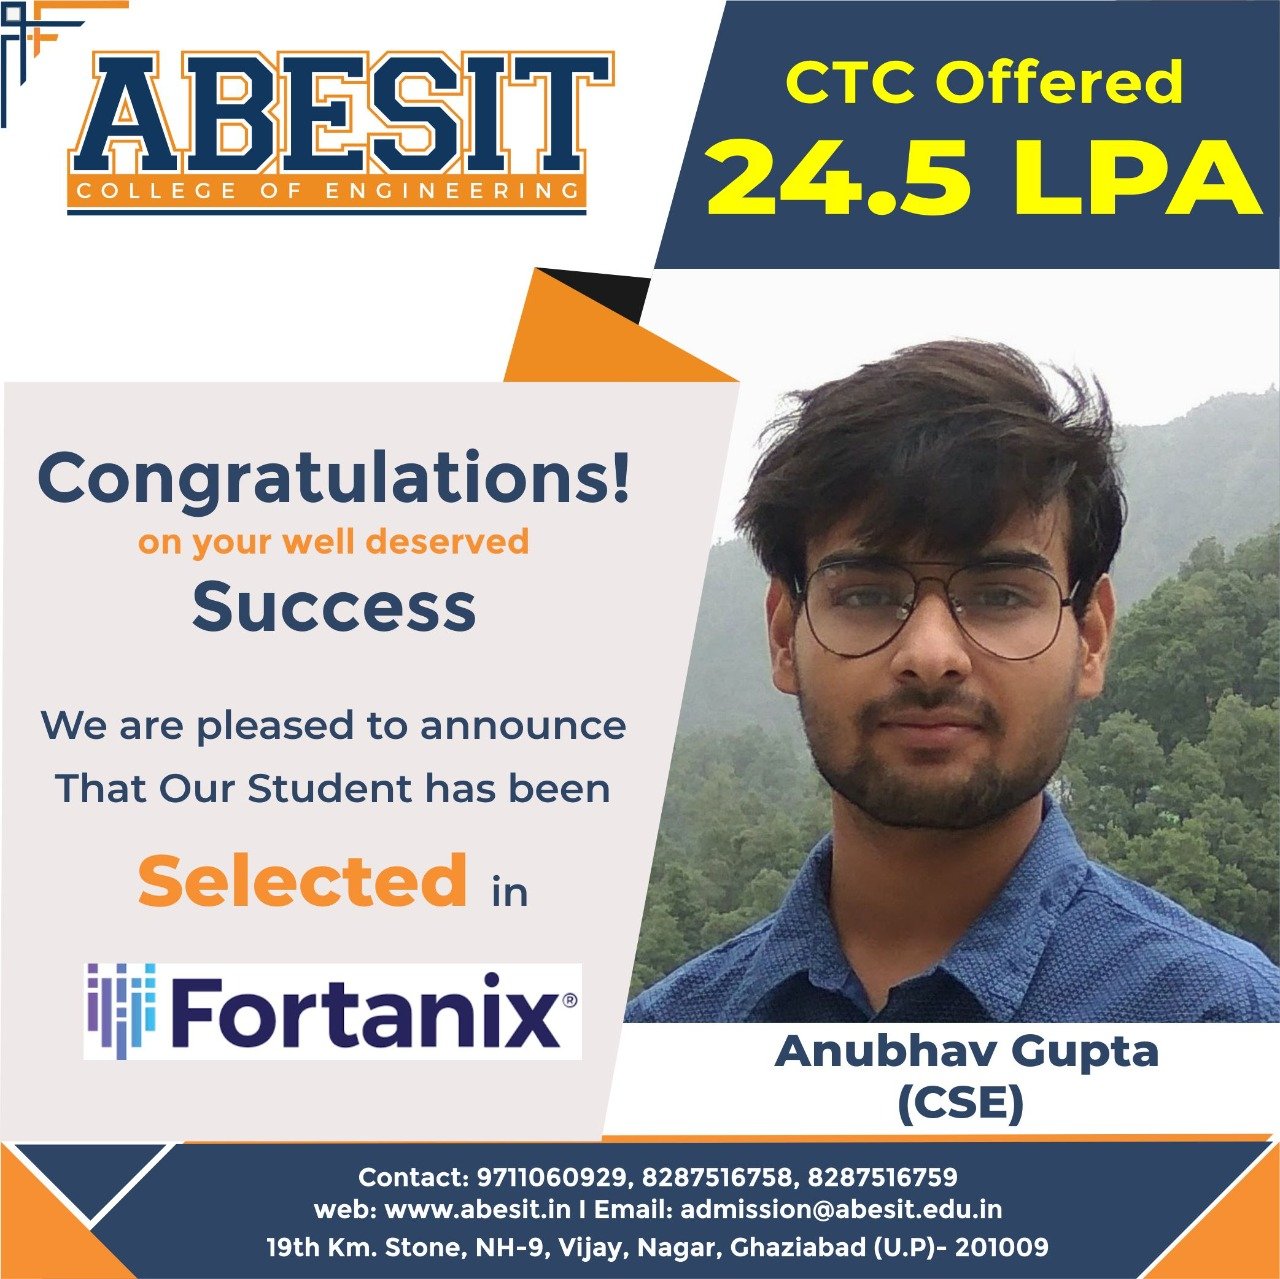 ABESIT
COLLEGE OF ENGINEERING
CTC Offered
24.5 LPA
Congratulations!
on your well deserved
Success
We are pleased to announce
That Our Student has been
Selected in
Fortanix®
Anubhav Gupta
(CSE)
Contact: 9711060929, 8287516758, 8287516759
web: www.abesit.in I Email: admission@abesit.edu.in
19th Km. Stone, NH-9, Vijay, Nagar, Ghaziabad (U.P)- 201009